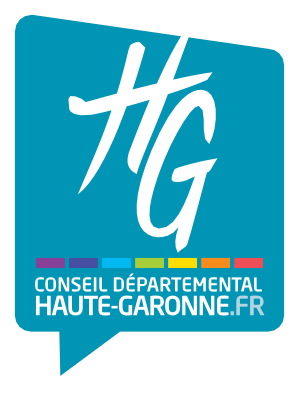 HG
CONSEIL DÉPARTEMENTAL
HAUTE-GARONNE.FR